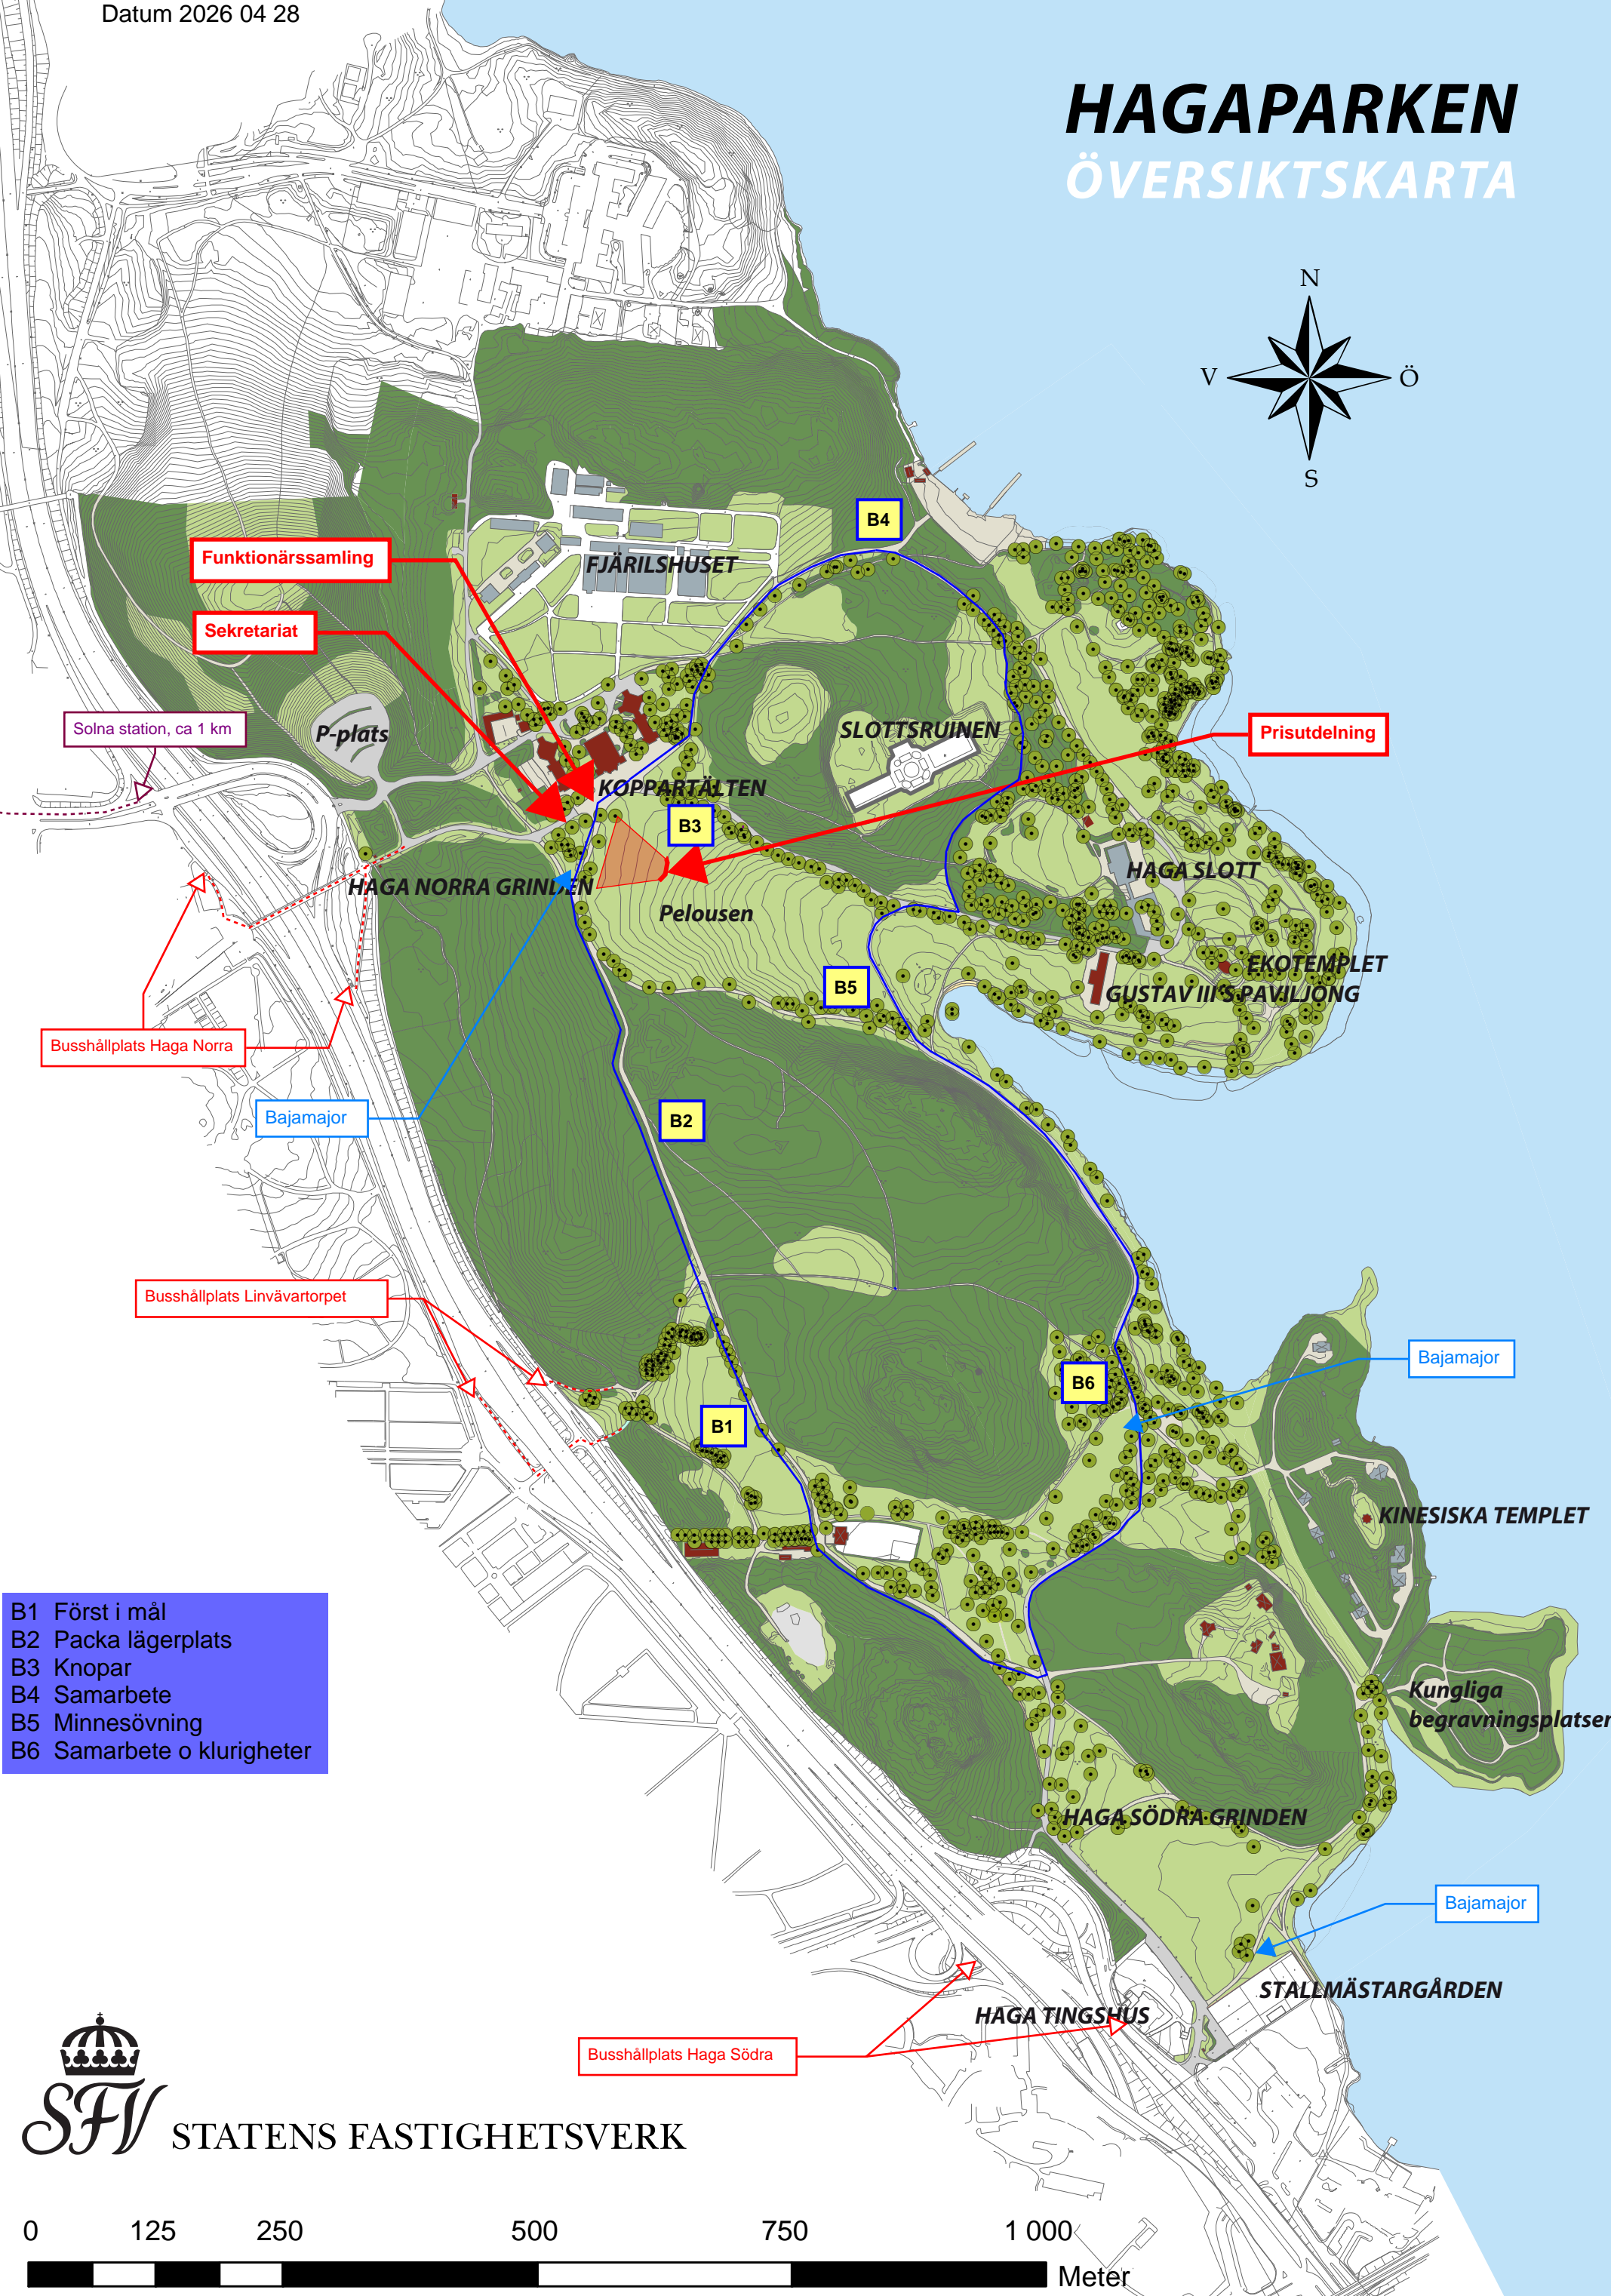 Datum 2026 04 28
HAGAPARKEN
ÖVERSIKTSKARTA
N
V
Ö
S
B4
Funktionärssamling
FJÄRILSHUSET
Sekretariat
Solna station, ca 1 km
P-plats
SLOTTSRUINEN
Prisutdelning
KOPPARTÄLTEN
B3
HAGA SLOTT
HAGA NORRA GRINDEN
Pelousen
EKOTEMPLET
B5
GUSTAV III'S PAVILJONG
Busshållplats Haga Norra
Bajamajor
B2
Busshållplats Linvävartorpet
Bajamajor
B6
B1
KINESISKA TEMPLET
B1 Först i mål
B2 Packa lägerplats
B3 Knopar
B4 Samarbete
B5 Minnesövning
B6 Samarbete o klurigheter
Kungliga
begravningsplatsen
HAGA SÖDRA GRINDEN
Bajamajor
STALLMÄSTARGÅRDEN
HAGA TINGSHUS
Busshållplats Haga Södra
SFV
STATENS FASTIGHETSVERK
0 125 250 500 750 1 000
Meter